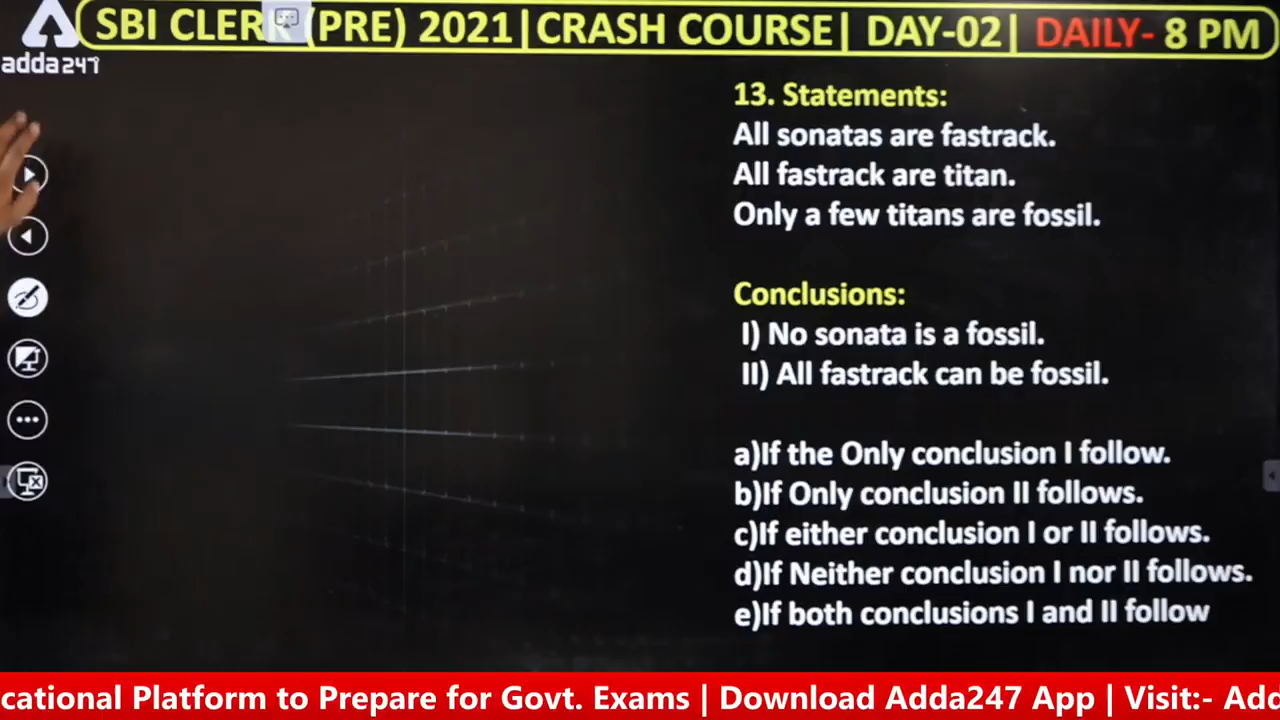 SBI CLERK (PRE) 2021|CRASH COURSE| DAY-02| DAILY- 8 PM
adda247
13. Statements:
All sonatas are fastrack.
All fastrack are titan.
Only a few titans are fossil.
Conclusions:
I) No sonata is a fossil.
II) All fastrack can be fossil.
a)If the Only conclusion I follow.
b)If Only conclusion II follows.
c)If either conclusion I or II follows.
d)If Neither conclusion I nor II follows.
e)If both conclusions I and II follow
cational Platform to Prepare for Govt. Exams | Download Adda247 App | Visit:- Add